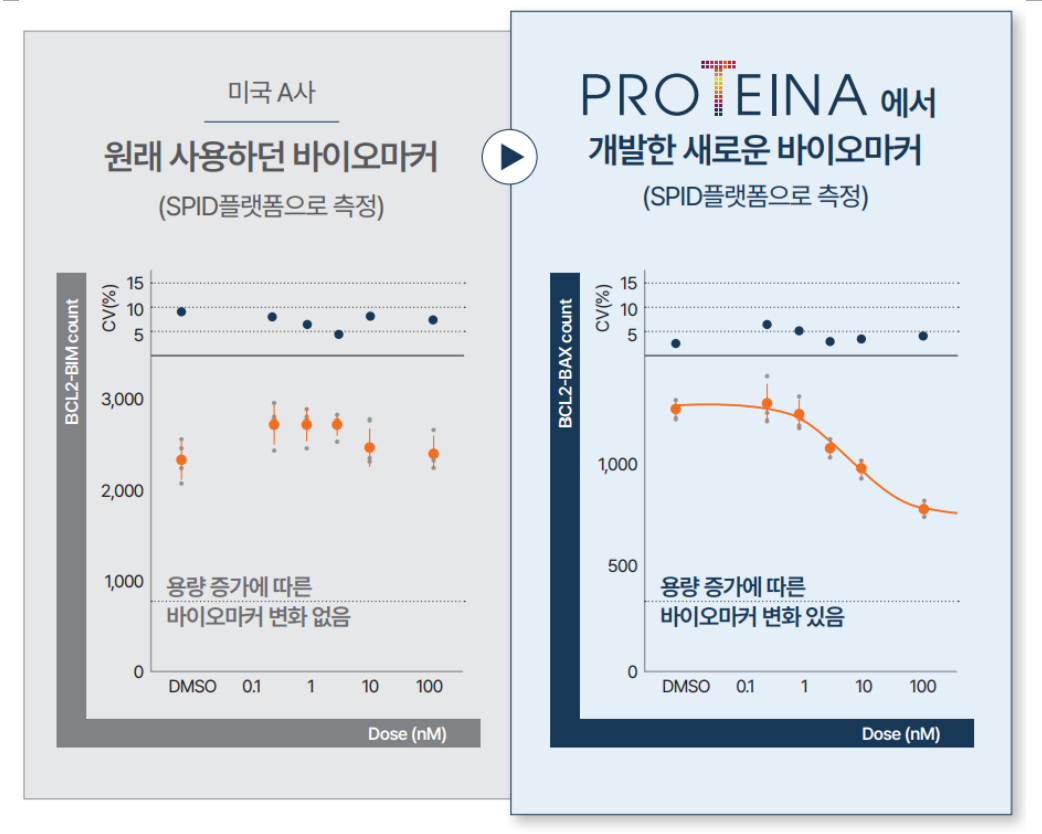 미국 A사
원래 사용하던 바이오마커
(SPID플랫폼으로 측정)
BCL2-BIM count
CV(%)
15
10
5
3,000
2,000
1,000
0
용량 증가에 따른
바이오마커 변화 없음
DMSO 0.1 1 10 100
Dose (nM)
PROTEINA 에서
개발한 새로운 바이오마커
(SPID플랫폼으로 측정)
BCL2-BAX count
CV(%)
15
10
5
1,000
500
0
용량 증가에 따른
바이오마커 변화 있음
DMSO 0.1 1 10 100
Dose (nM)